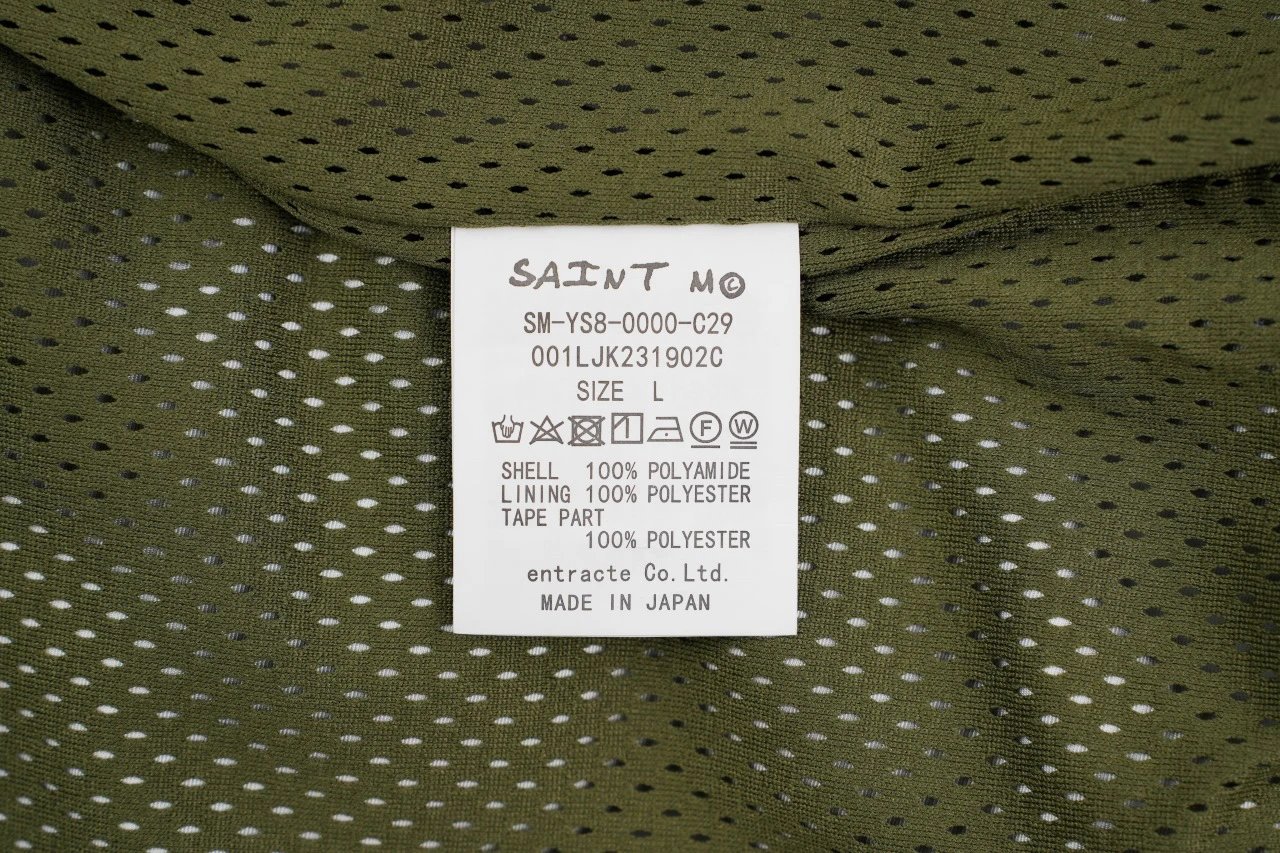 SAINT M©
SM-YS8-0000-C29
001LJK231902C
SIZE L
F W
SHELL 100% POLYAMIDE
LINING 100% POLYESTER
TAPE PART
100% POLYESTER
entracte Co.Ltd.
MADE IN JAPAN